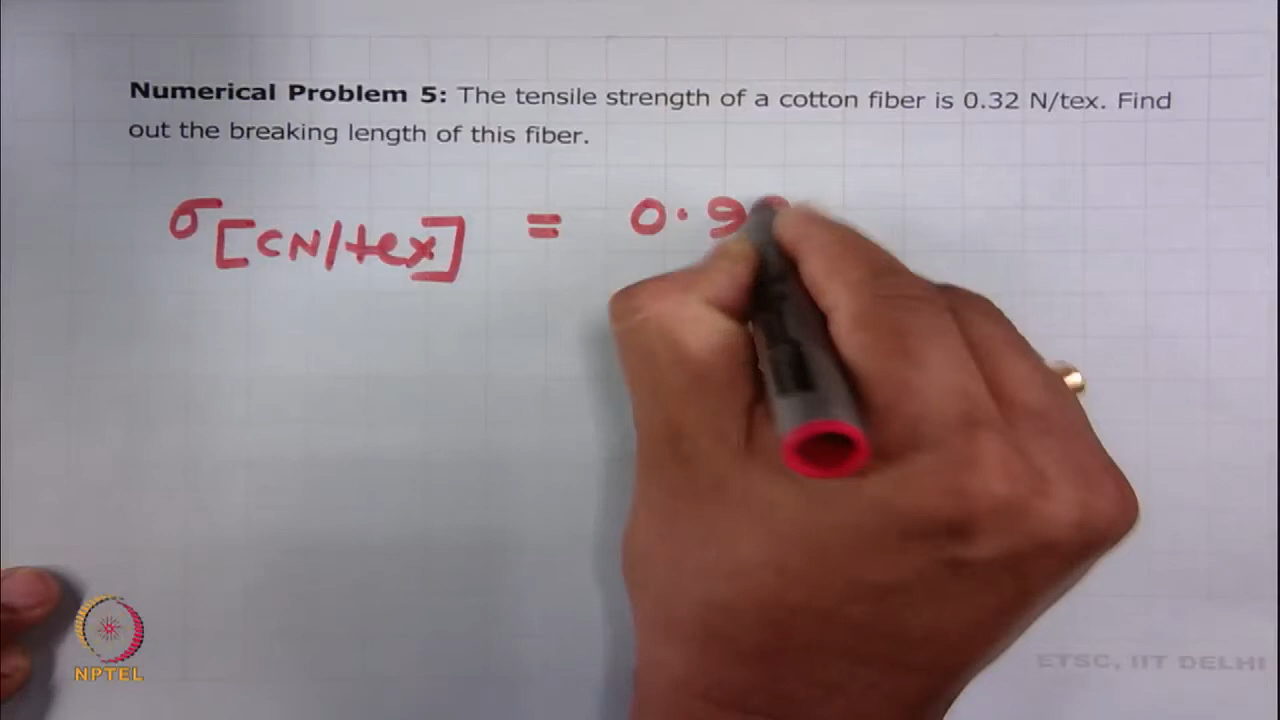 Numerical Problem 5: The tensile strength of a cotton fiber is 0.32 N/tex. Find
out the breaking length of this fiber.
σ[CN/tex] = 0.9
NPTEL
ETSC, IIT DELHI